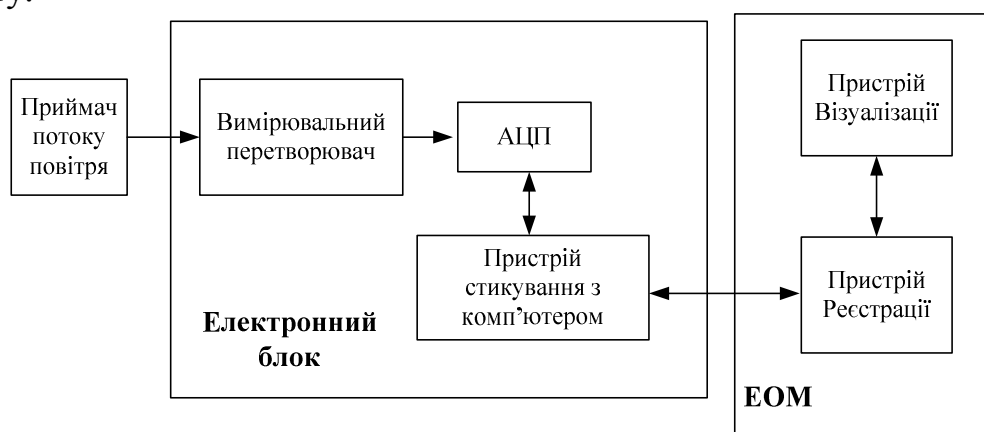 у.
Приймач
потоку
повітря
Вимірювальний
перетворювач
АЦП
Пристрій
стикування з
комп’ютером
Електронний
блок
Пристрій
Візуалізації
Пристрій
Реєстрації
ЕОМ